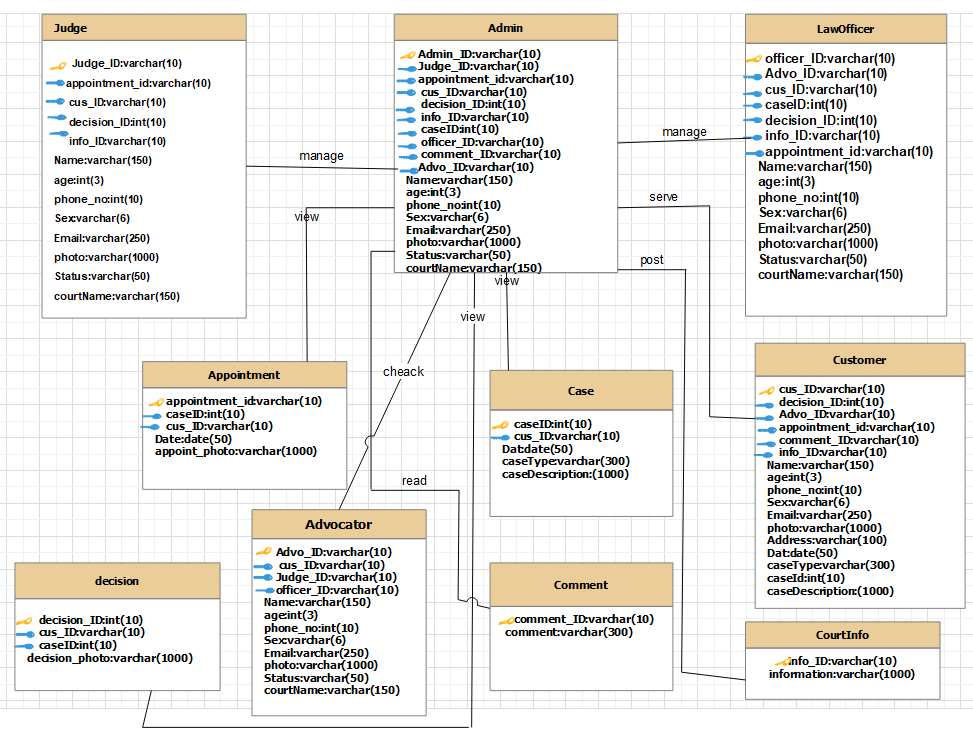 Judge
Judge_ID:varchar(10)
appointment_id:varchar(10)
cus_ID:varchar(10)
decision_ID:int(10)
info_ID:varchar(10)
Name:varchar(150)
age:int(3)
phone_no:int(10)
Sex:varchar(6)
Email:varchar(250)
photo:varchar(1000)
Status:varchar(50)
courtName:varchar(150)
manage
Admin
Admin_ID:varchar(10)
Judge_ID:varchar(10)
appointment_id:varchar(10)
cus_ID:varchar(10)
decision_ID:int(10)
info_ID:varchar(10)
caseID:int(10)
officer_ID:varchar(10)
comment_ID:varchar(10)
Advo_ID:varchar(10)
Name:varchar(150)
age:int(3)
phone_no:int(10)
Sex:varchar(6)
Email:varchar(250)
photo:varchar(1000)
Status:varchar(50)
courtName:varchar(150)
manage
LawOfficer
officer_ID:varchar(10)
Advo_ID:varchar(10)
cus_ID:varchar(10)
caseID:int(10)
decision_ID:int(10)
info_ID:varchar(10)
appointment_id:varchar(10)
Name:varchar(150)
age:int(3)
phone_no:int(10)
Sex:varchar(6)
Email:varchar(250)
photo:varchar(1000)
Status:varchar(50)
courtName:varchar(150)
view
serve
post
view
view
cheack
read
Appointment
appointment_id:varchar(10)
caseID:int(10)
cus_ID:varchar(10)
Date:date(50)
appoint_photo:varchar(1000)
Case
caseID:int(10)
cus_ID:varchar(10)
Dat:date(50)
caseType:varchar(300)
caseDescription:(1000)
Customer
cus_ID:varchar(10)
decision_ID:int(10)
Advo_ID:varchar(10)
appointment_id:varchar(10)
comment_ID:varchar(10)
info_ID:varchar(10)
Name:varchar(150)
age:int(3)
phone_no:int(10)
Sex:varchar(6)
Email:varchar(250)
photo:varchar(1000)
Address:varchar(100)
Dat:date(50)
caseType:varchar(300)
caseId:int(10)
caseDescription:(1000)
decision
decision_ID:int(10)
cus_ID:varchar(10)
caseID:int(10)
decision_photo:varchar(1000)
Advocator
Advo_ID:varchar(10)
cus_ID:varchar(10)
Judge_ID:varchar(10)
officer_ID:varchar(10)
Name:varchar(150)
age:int(3)
phone_no:int(10)
Sex:varchar(6)
Email:varchar(250)
photo:varchar(1000)
Status:varchar(50)
courtName:varchar(150)
Comment
comment_ID:varchar(10)
comment:varchar(300)
CourtInfo
info_ID:varchar(10)
information:varchar(1000)